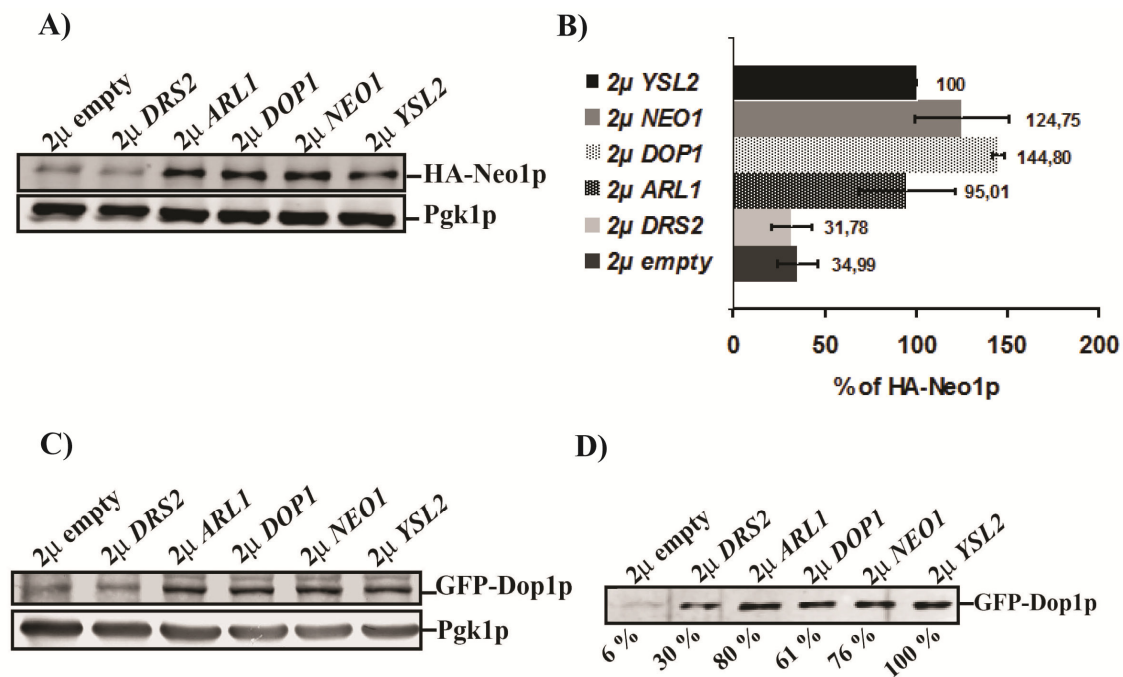 A)
2μ empty
2μ DRS2
2μ ARL1
2μ DOP1
2μ NEO1
2μ YSL2
HA-Neo1p
Pgk1p
B)
2μ YSL2
2μ NEO1
2μ DOP1
2μ ARL1
2μ DRS2
2μ empty
100
124,75
144,80
95,01
31,78
34,99
0 50 100 150 200
% of HA-Neo1p
C)
2μ empty
2μ DRS2
2μ ARL1
2μ DOP1
2μ NEO1
2μ YSL2
GFP-Dop1p
Pgk1p
D)
2μ empty
2μ DRS2
2μ ARL1
2μ DOP1
2μ NEO1
2μ YSL2
GFP-Dop1p
6 %
30 %
80 %
61 %
76 %
100 %